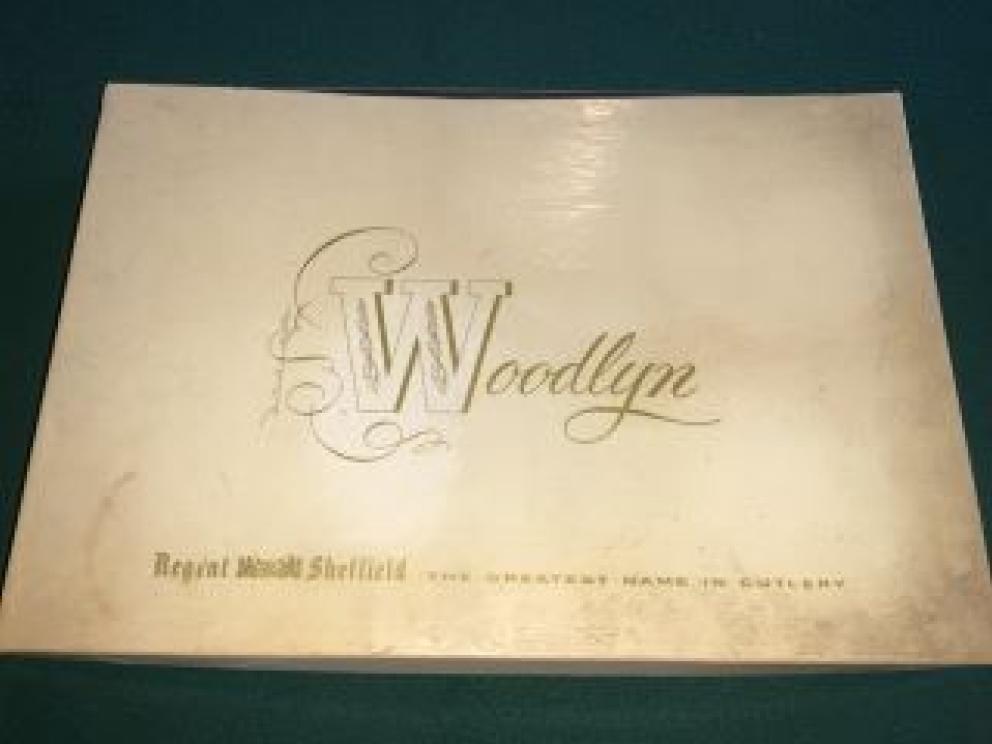 Woodlyn
Regent Sheffield THE GREATEST NAME IN CUTLERY